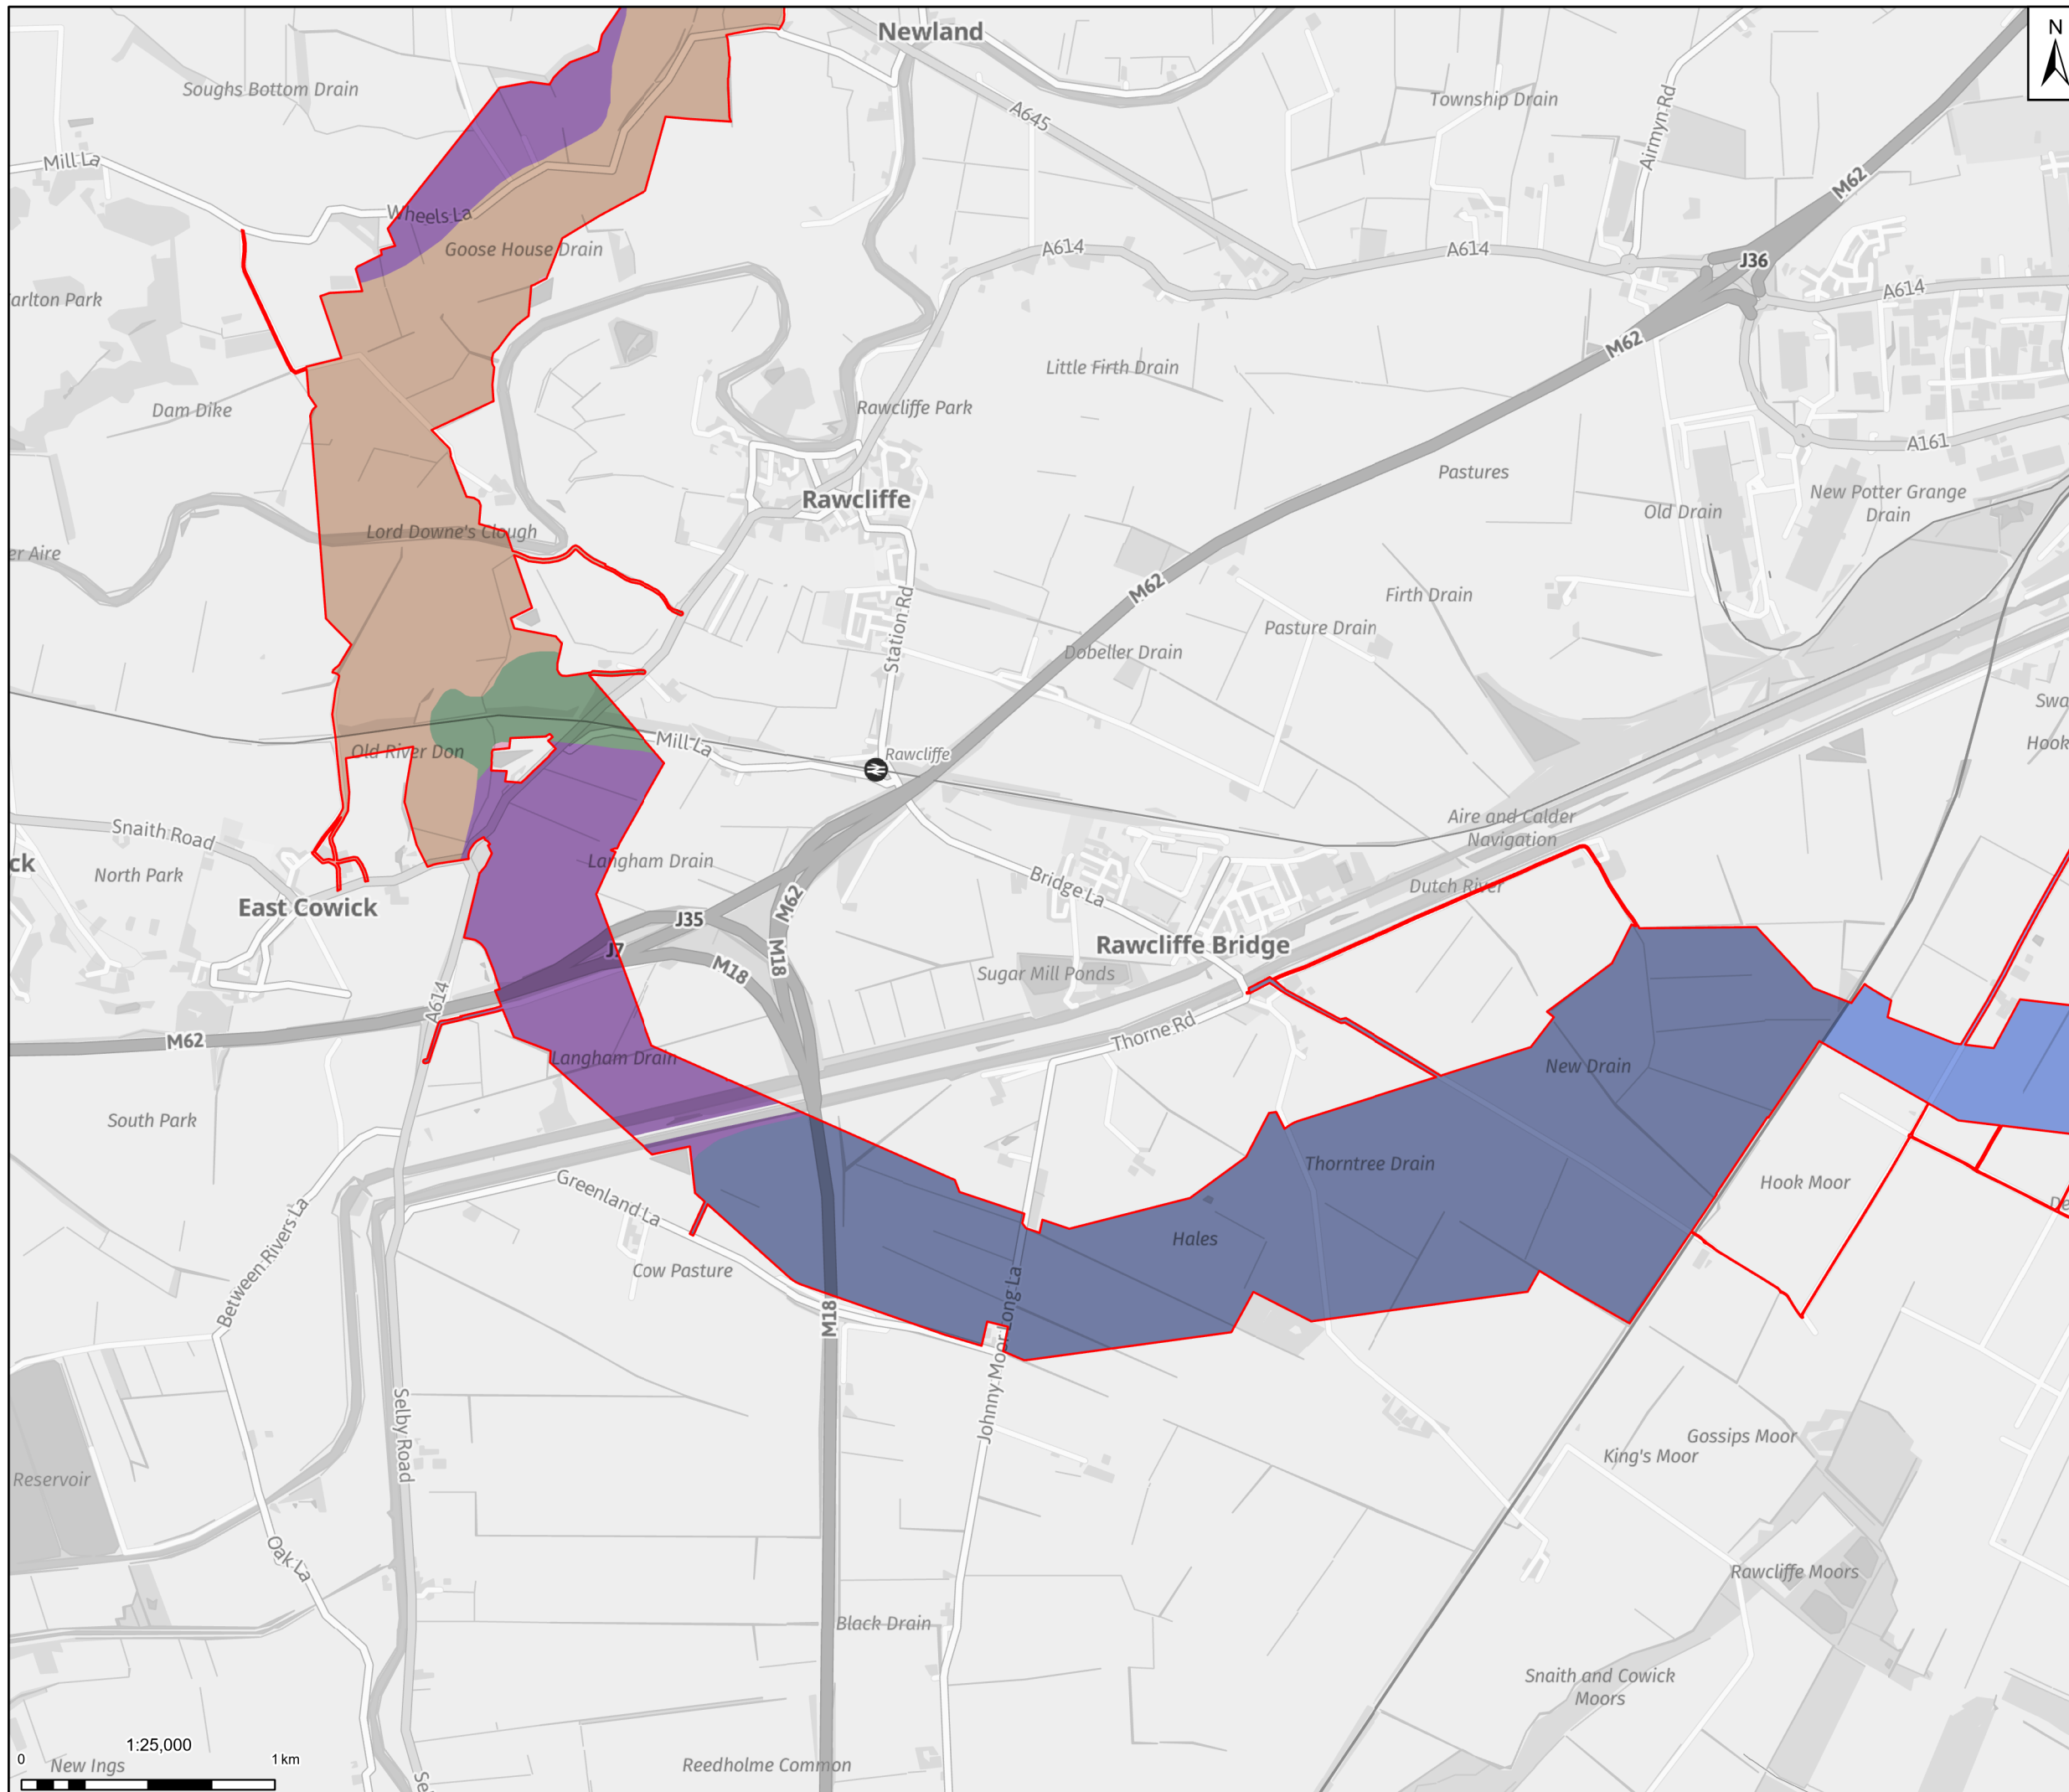 Newland
N
Soughs Bottom Drain
Township Drain
A645
Airmyn Rd
Mill La
M62
Wheels La
Goose House Drain
A614
A614
J36
A614
arlton Park
M62
Little Firth Drain
Dam Dike
Rawcliffe Park
A161
Pastures
Rawcliffe
New Potter Grange
Drain
Old Drain
Lord Downe's Clough
er Aire
M62
Firth Drain
Station Rd
Pasture Drain
Dobeller Drain
Swa
Old River Don
Mill La
Rawcliffe
Hook
Snaith Road
Aire and Calder
Navigation
ck
North Park
Langham Drain
Bridge La
Dutch River
East Cowick
M62
J35
J7
M18
M18
Rawcliffe Bridge
Sugar Mill Ponds
A614
M62
Thorne Rd
Langham Drain
New Drain
South Park
Thorntree Drain
Greenland La
Hook Moor
De
Between Rivers La
Hales
Cow Pasture
M18
Johnny Moor Long La
Selby Road
Gossips Moor
King's Moor
Reservoir
Oak La
Rawcliffe Moors
Black Drain
Snaith and Cowick
Moors
1:25,000
0
1 km
New Ings
Reedholme Common
Se